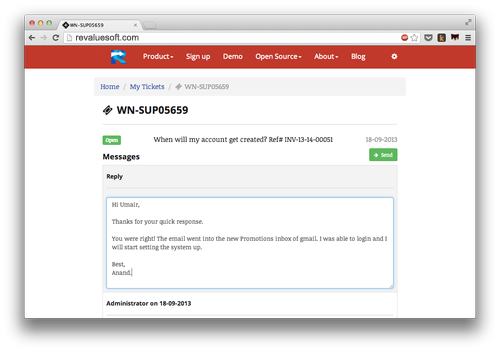 WN-SUP05659
revaluesoft.com
Product Sign up Demo Open Source About Blog
Home / My Tickets / WN-SUP05659
WN-SUP05659
Open When will my account get created? Ref# INV-13-14-00051 18-09-2013
Messages Send
Reply
Hi Umair,
Thanks for your quick response.
You were right! The email went into the new Promotions inbox of gmail. I was able to login and I
will start setting the system up.
Best,
Anand.
Administrator on 18-09-2013